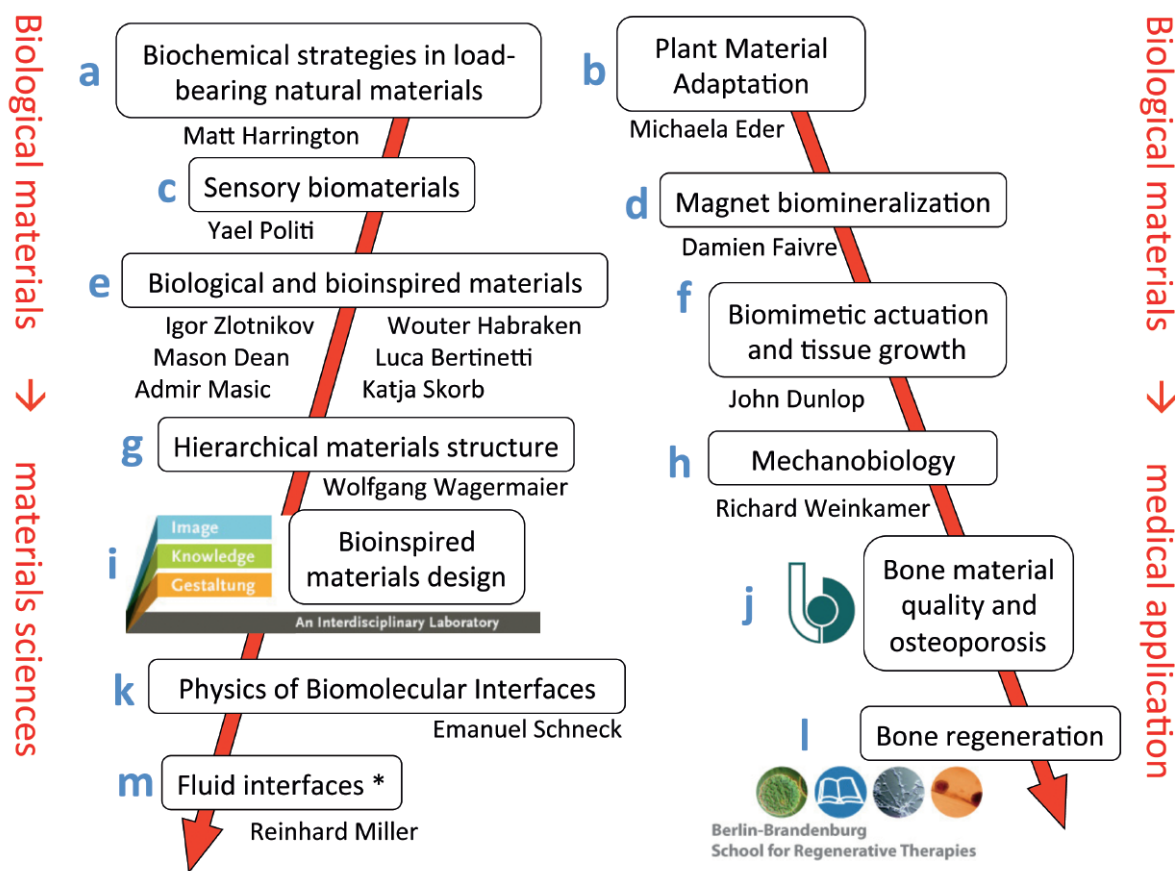 Biological materials → materials sciences
a
Biochemical strategies in load-
bearing natural materials
Matt Harrington
b
Plant Material
Adaptation
Michaela Eder
c
Sensory biomaterials
Yael Politi
d
Magnet biomineralization
Damien Faivre
e
Biological and bioinspired materials
Igor Zlotnikov
Mason Dean
Admir Masic
Wouter Habraken
Luca Bertinetti
Katja Skorb
f
Biomimetic actuation
and tissue growth
John Dunlop
g
Hierarchical materials structure
Wolfgang Wagermaier
h
Mechanobiology
Richard Weinkamer
i
Image
Knowledge
Gestaltung
An Interdisciplinary Laboratory
Bioinspired
materials design
j
Bone material
quality and
osteoporosis
k
Physics of Biomolecular Interfaces
Emanuel Schneck
l
Bone regeneration
Berlin-Brandenburg
School for Regenerative Therapies
m
Fluid interfaces *
Reinhard Miller
Biological materials → medical application